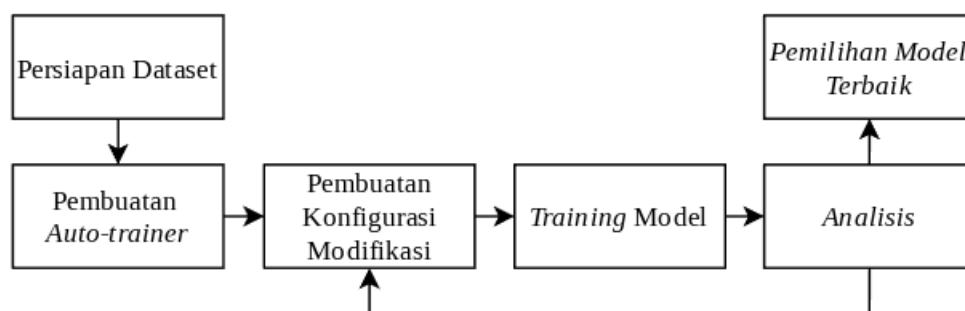 Persiapan Dataset
Pemilihan Model
Terbaik
Pembuatan
Auto-trainer
Pembuatan
Konfigurasi
Modifikasi
Training Model
Analisis